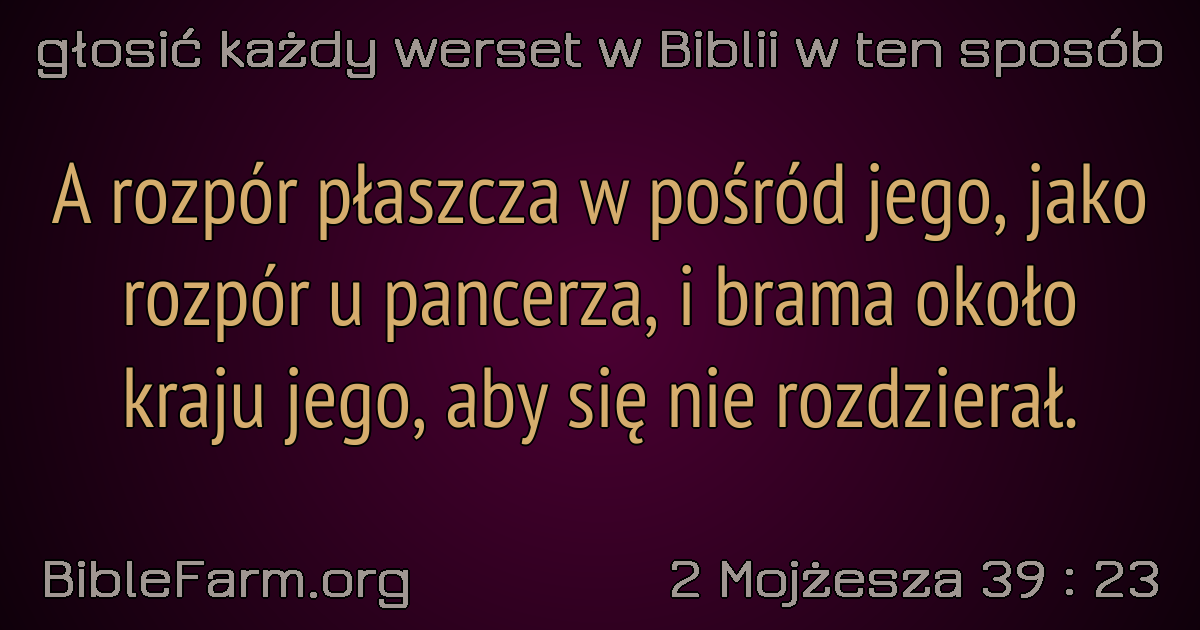 głosić każdy werset w Biblii w ten sposób
A rozpór płaszcza w pośród jego, jako
rozpór u pancerza, i brama około
kraju jego, aby się nie rozdzierał.
BibleFarm.org
2 Mojżesza 39 : 23